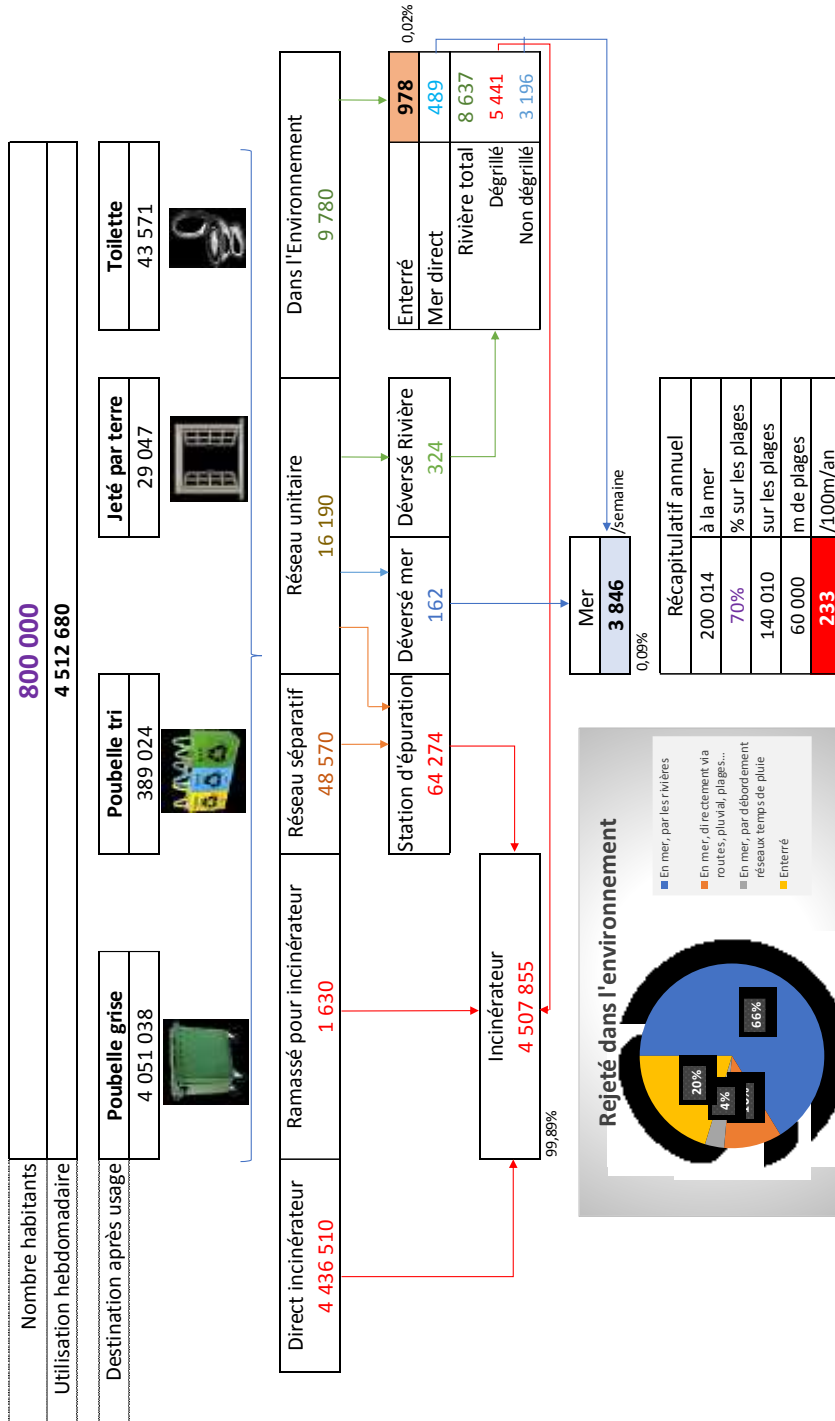 Nombre habitants 800 000
Utilisation hebdomadaire 4 512 680
Destination après usage
Poubelle grise Poubelle tri Jeté par terre Toilette
4 051 038 389 024 29 047 43 571
Direct incinérateur Ramassé pour incinérateur Réseau séparatif Réseau unitaire Dans l'Environnement
4 436 510 1 630 48 570 16 190 9 780
Station d'épuration Déversé mer Déversé Rivière
64 274 162 324
Enterré 978 0,02%
Mer direct 489
Rivière total 8 637
Dégrillé 5 441
Non dégrillé 3 196
Incinérateur
4 507 855
99,89%
Mer
3 846 /semaine
0,09%
Rejeté dans l'environnement
20%
4%
66%
En mer, par les rivières
En mer, directement via
routes, pluvial, plages...
En mer, par débordement
réseaux temps de pluie
Enterré
Récapitulatif annuel
200 014 à la mer
70% % sur les plages
140 010 sur les plages
60 000 m de plages
233 /100m/an